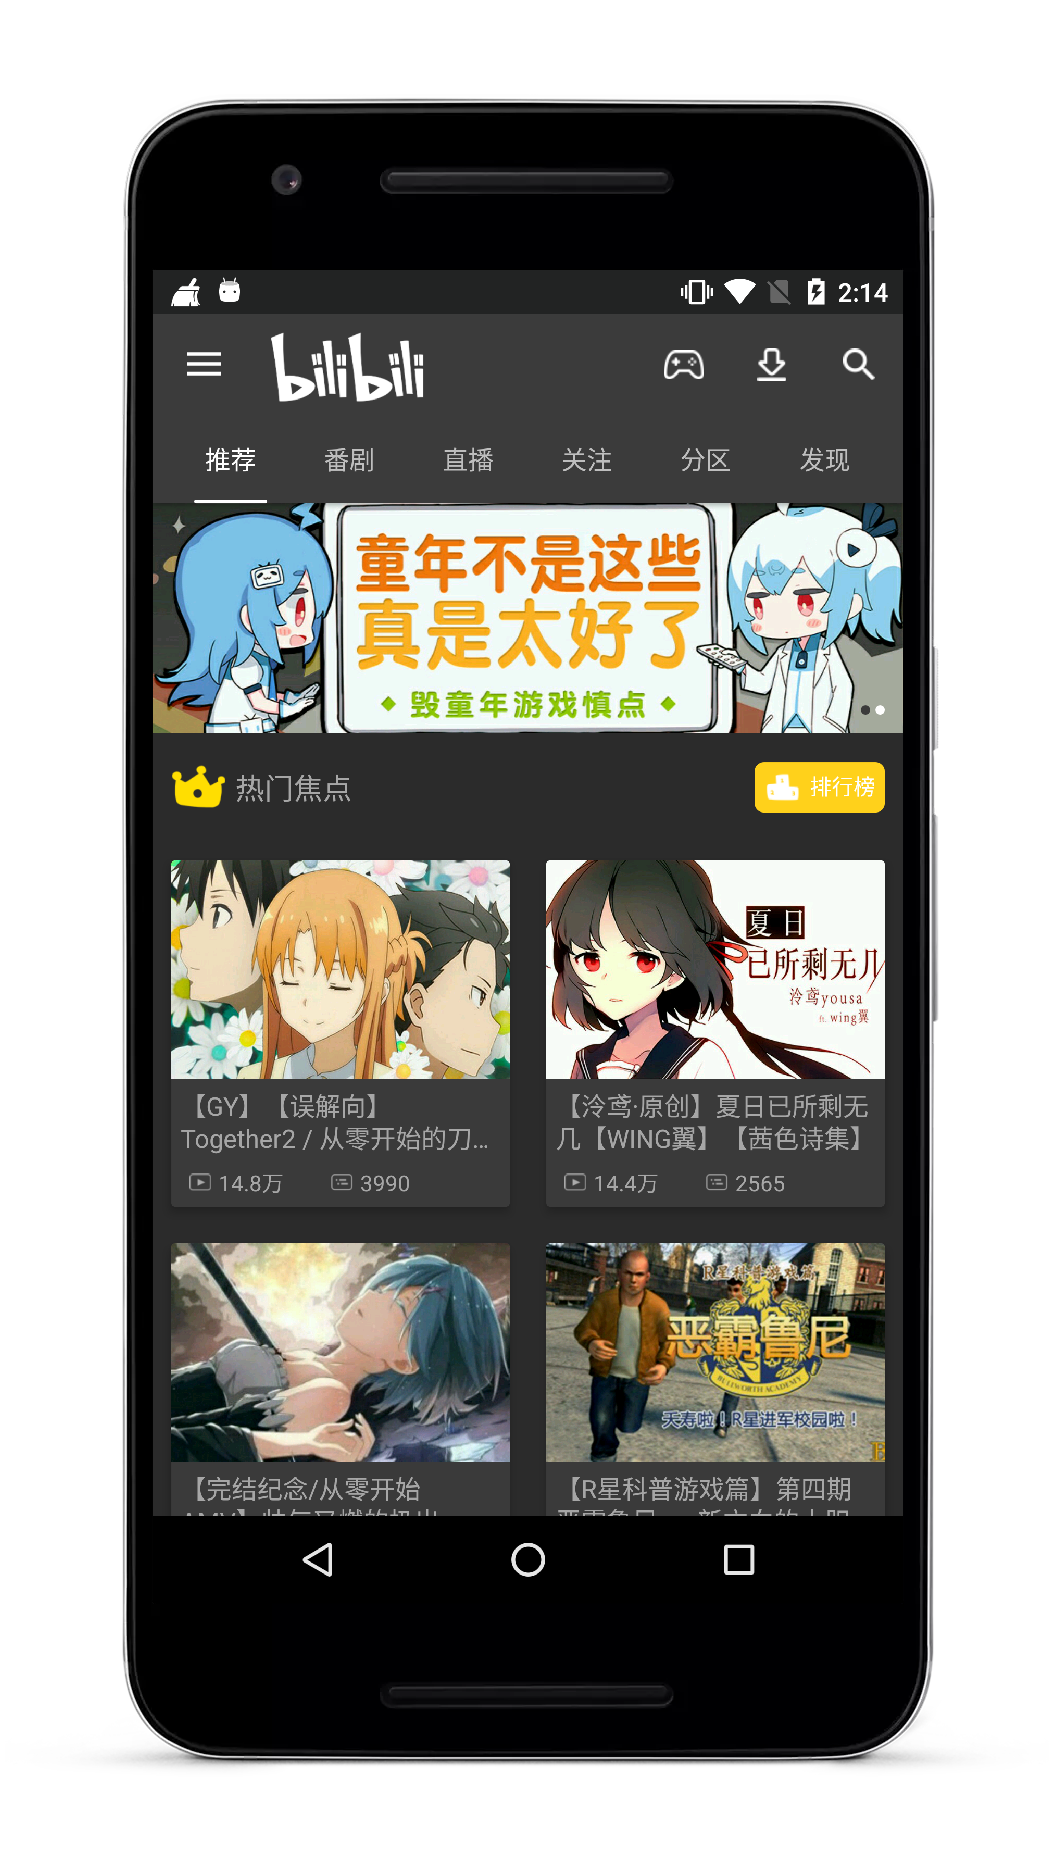 2:14
bilibili
推荐 番剧 直播 关注 分区 发现
童年不是这些
真是太好了
毁童年游戏慎点
热门焦点
排行榜
夏日
已所剩无几
泠鸢yousa
ft. wing翼
【GY】【误解向】
Together2 / 从零开始的刀...
14.8万 3990
【泠鸢·原创】夏日已所剩无
几【WING翼】【茜色诗集】
14.4万 2565
R星科普游戏篇
恶霸鲁尼
BULLWORTH ACADEMY
夭寿啦！R星进军校园啦！
【完结纪念/从零开始
【R星科普游戏篇】第四期